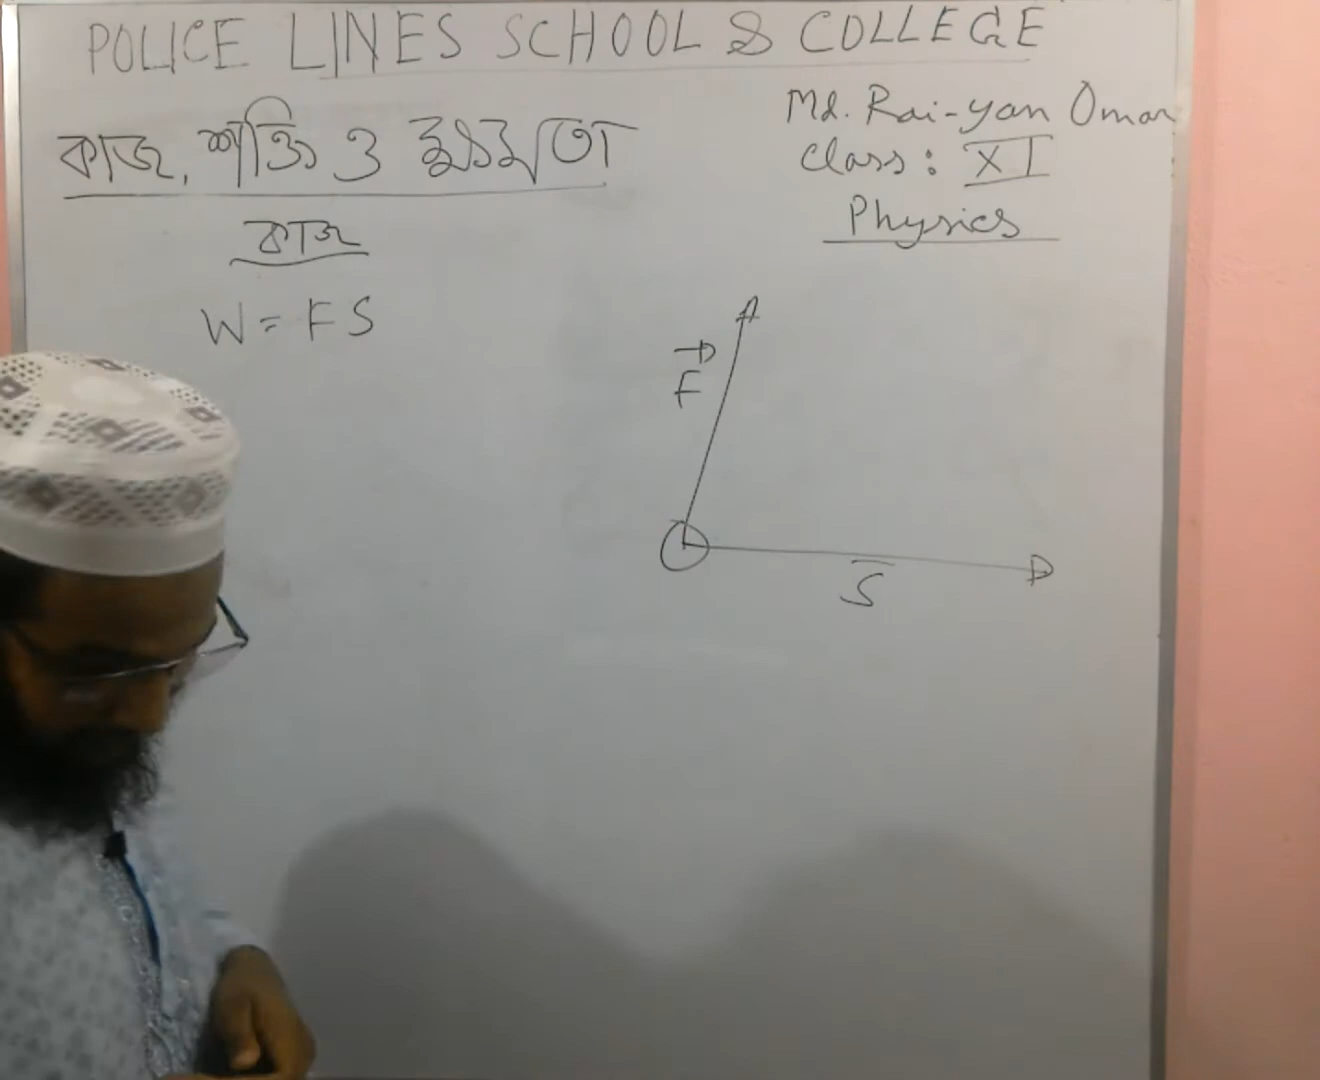 POLICE LINES SCHOOL & COLLEGE
Md. Rai-yan Omar
কাজ, শক্তি ও ক্ষমতা
Class: XI
Physics
কাজ
W = FS
F
S